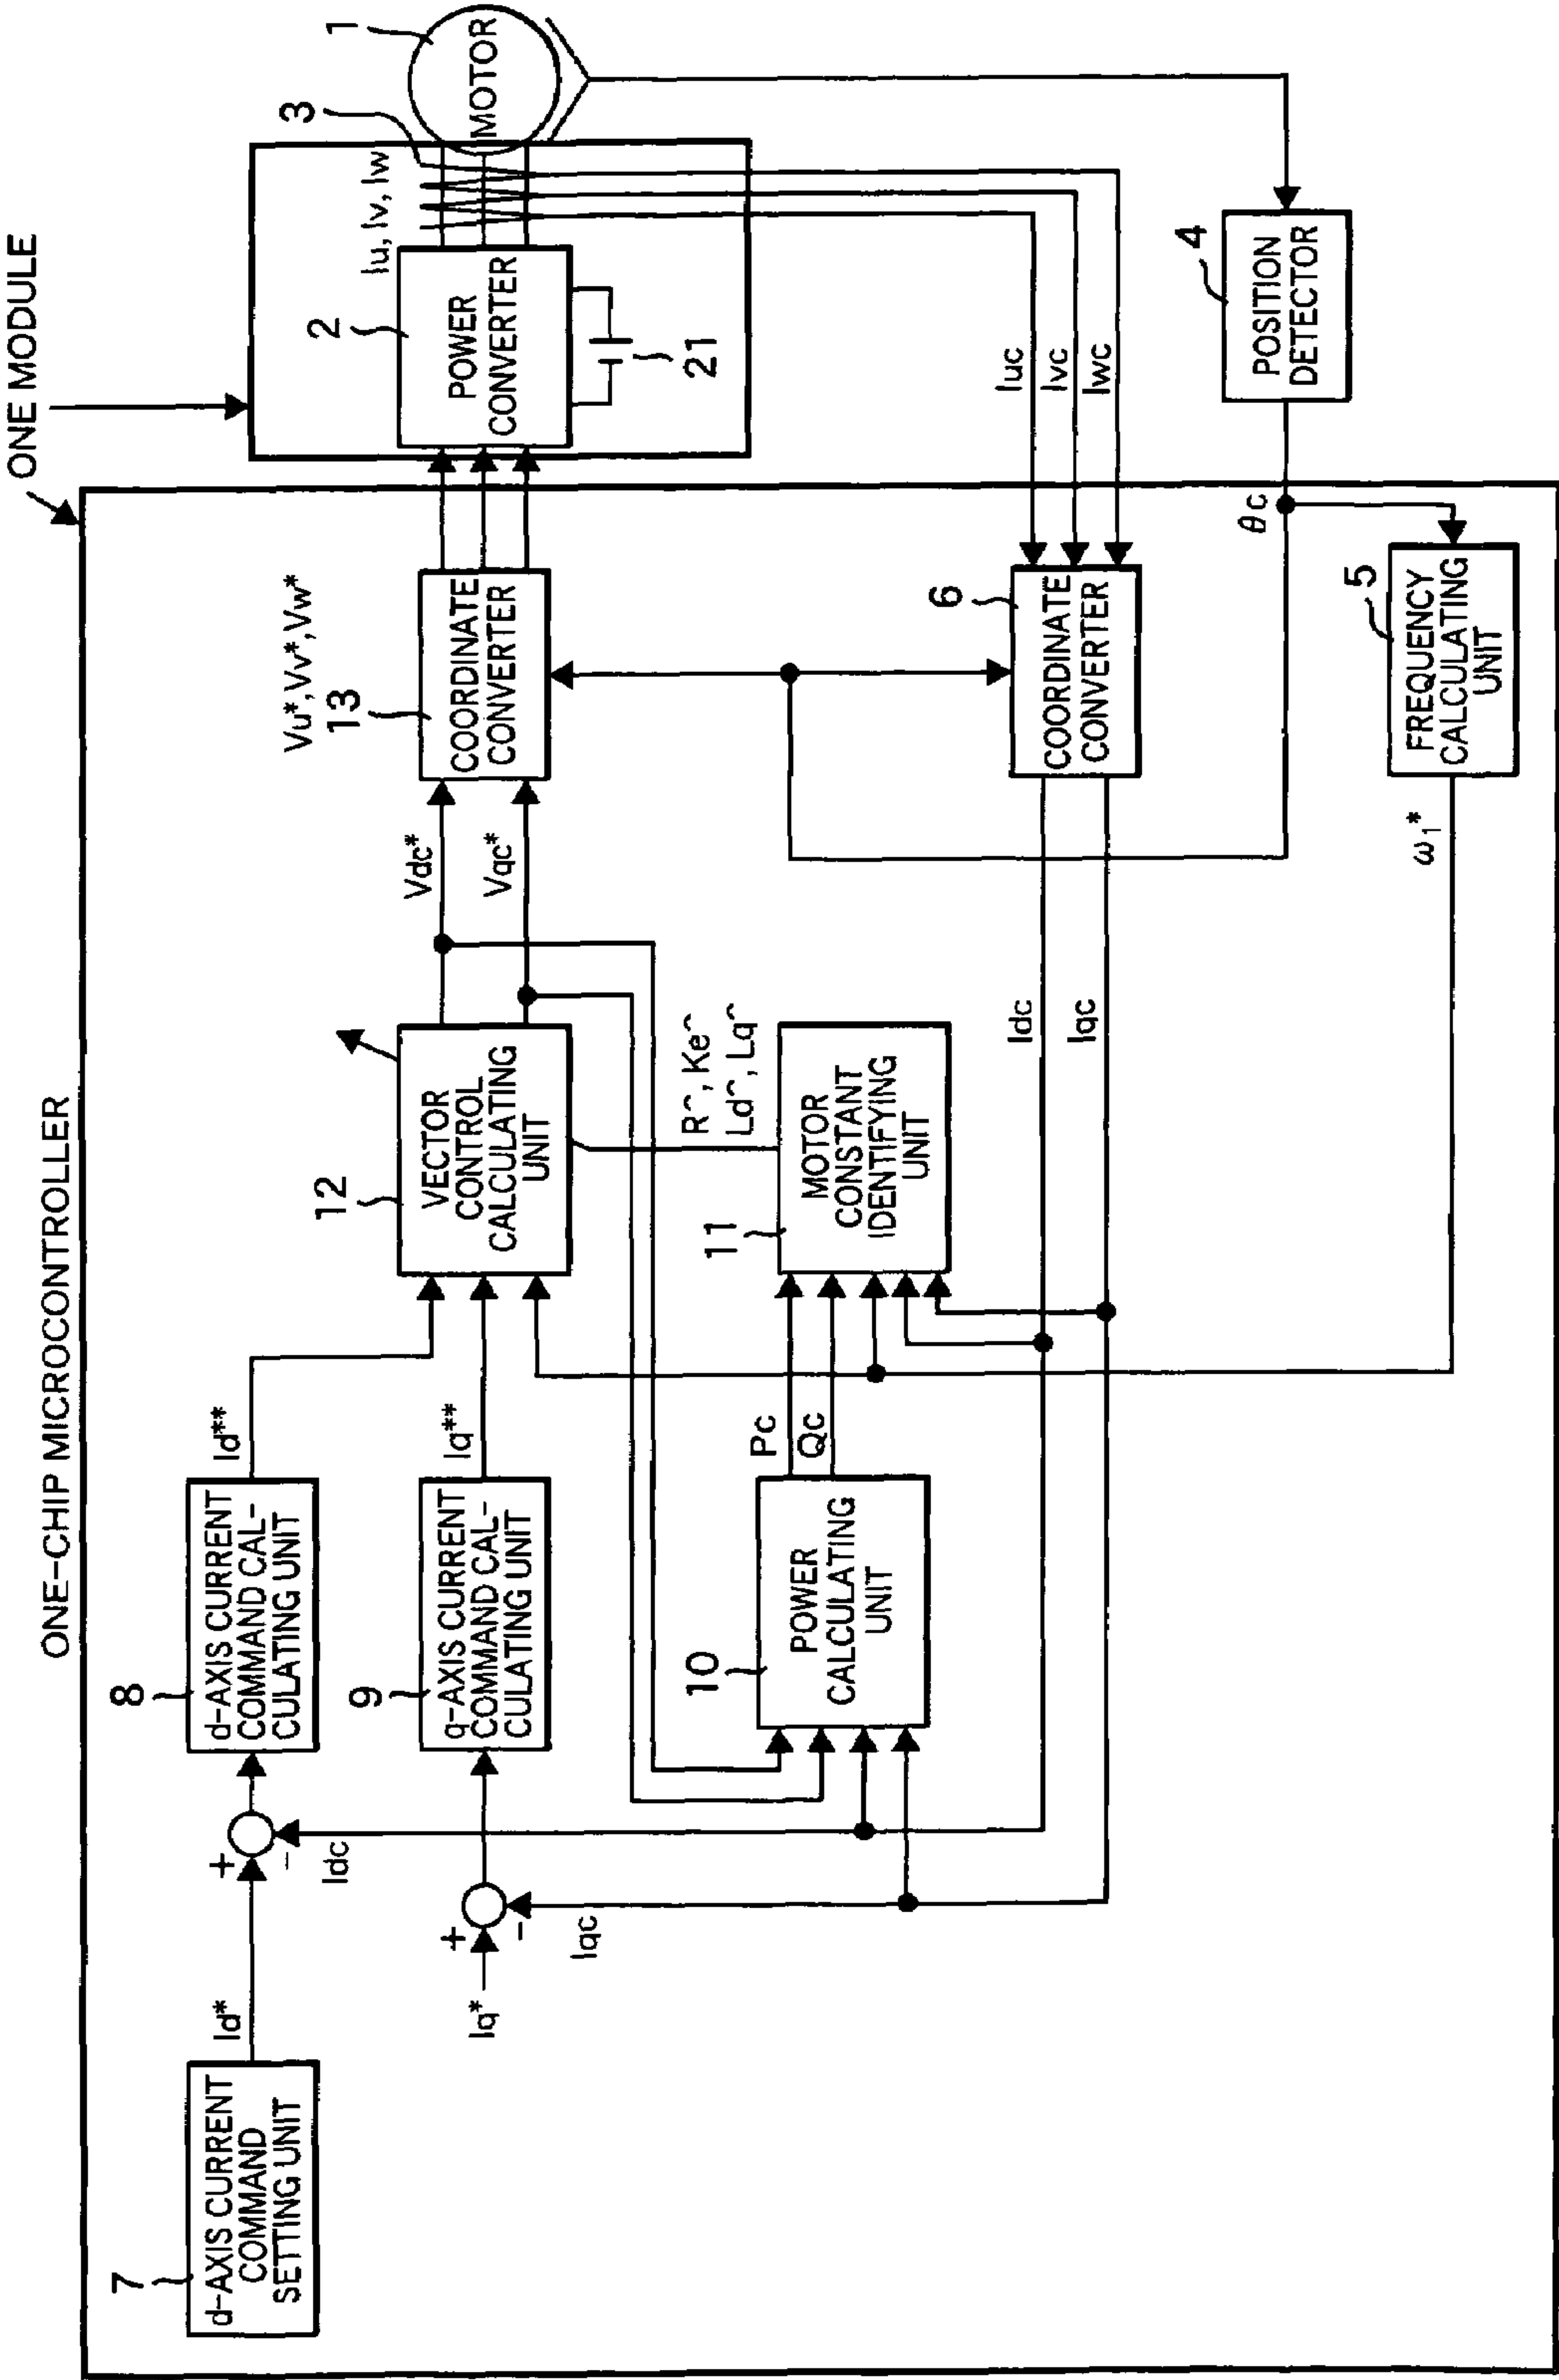 ONE-CHIP MICROCONTROLLER
ONE MODULE
7
d-AXIS CURRENT
COMMAND
SETTING UNIT
Id*
+
-
Idc
8
d-AXIS CURRENT
COMMAND CAL-
CULATING UNIT
Id**
Iq*
+
-
Iqc
9
q-AXIS CURRENT
COMMAND CAL-
CULATING UNIT
Iq**
12
VECTOR
CONTROL
CALCULATING
UNIT
Vdc*
Vqc*
Vu*, Vv*, Vw*
13
COORDINATE
CONVERTER
2
POWER
CONVERTER
21
Iu, Iv, Iw
3
1
MOTOR
10
POWER
CALCULATING
UNIT
Pc
Qc
11
MOTOR
CONSTANT
IDENTIFYING
UNIT
R^, Ke^
Ld^, Lq^
Idc
Iqc
6
COORDINATE
CONVERTER
Iuc
Ivc
Iwc
4
POSITION
DETECTOR
θc
5
FREQUENCY
CALCULATING
UNIT
ω1*